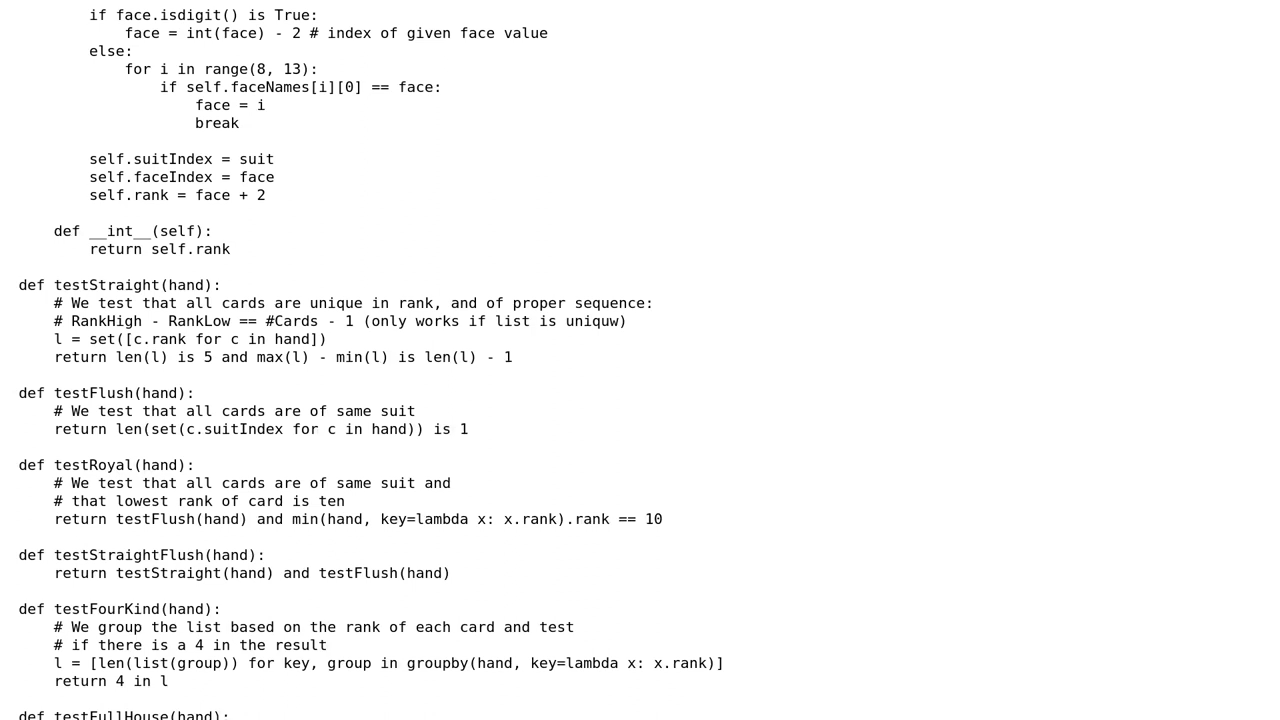 if face.isdigit() is True:
            face = int(face) - 2 # index of given face value
        else:
            for i in range(8, 13):
                if self.faceNames[i][0] == face:
                    face = i
                    break

        self.suitIndex = suit
        self.faceIndex = face
        self.rank = face + 2

    def __int__(self):
        return self.rank

def testStraight(hand):
    # We test that all cards are unique in rank, and of proper sequence:
    # RankHigh - RankLow == #Cards - 1 (only works if list is uniquw)
    l = set([c.rank for c in hand])
    return len(l) is 5 and max(l) - min(l) is len(l) - 1

def testFlush(hand):
    # We test that all cards are of same suit
    return len(set(c.suitIndex for c in hand)) is 1

def testRoyal(hand):
    # We test that all cards are of same suit and
    # that lowest rank of card is ten
    return testFlush(hand) and min(hand, key=lambda x: x.rank).rank == 10

def testStraightFlush(hand):
    return testStraight(hand) and testFlush(hand)

def testFourKind(hand):
    # We group the list based on the rank of each card and test
    # if there is a 4 in the result
    l = [len(list(group)) for key, group in groupby(hand, key=lambda x: x.rank)]
    return 4 in l

def testFullHouse(hand):